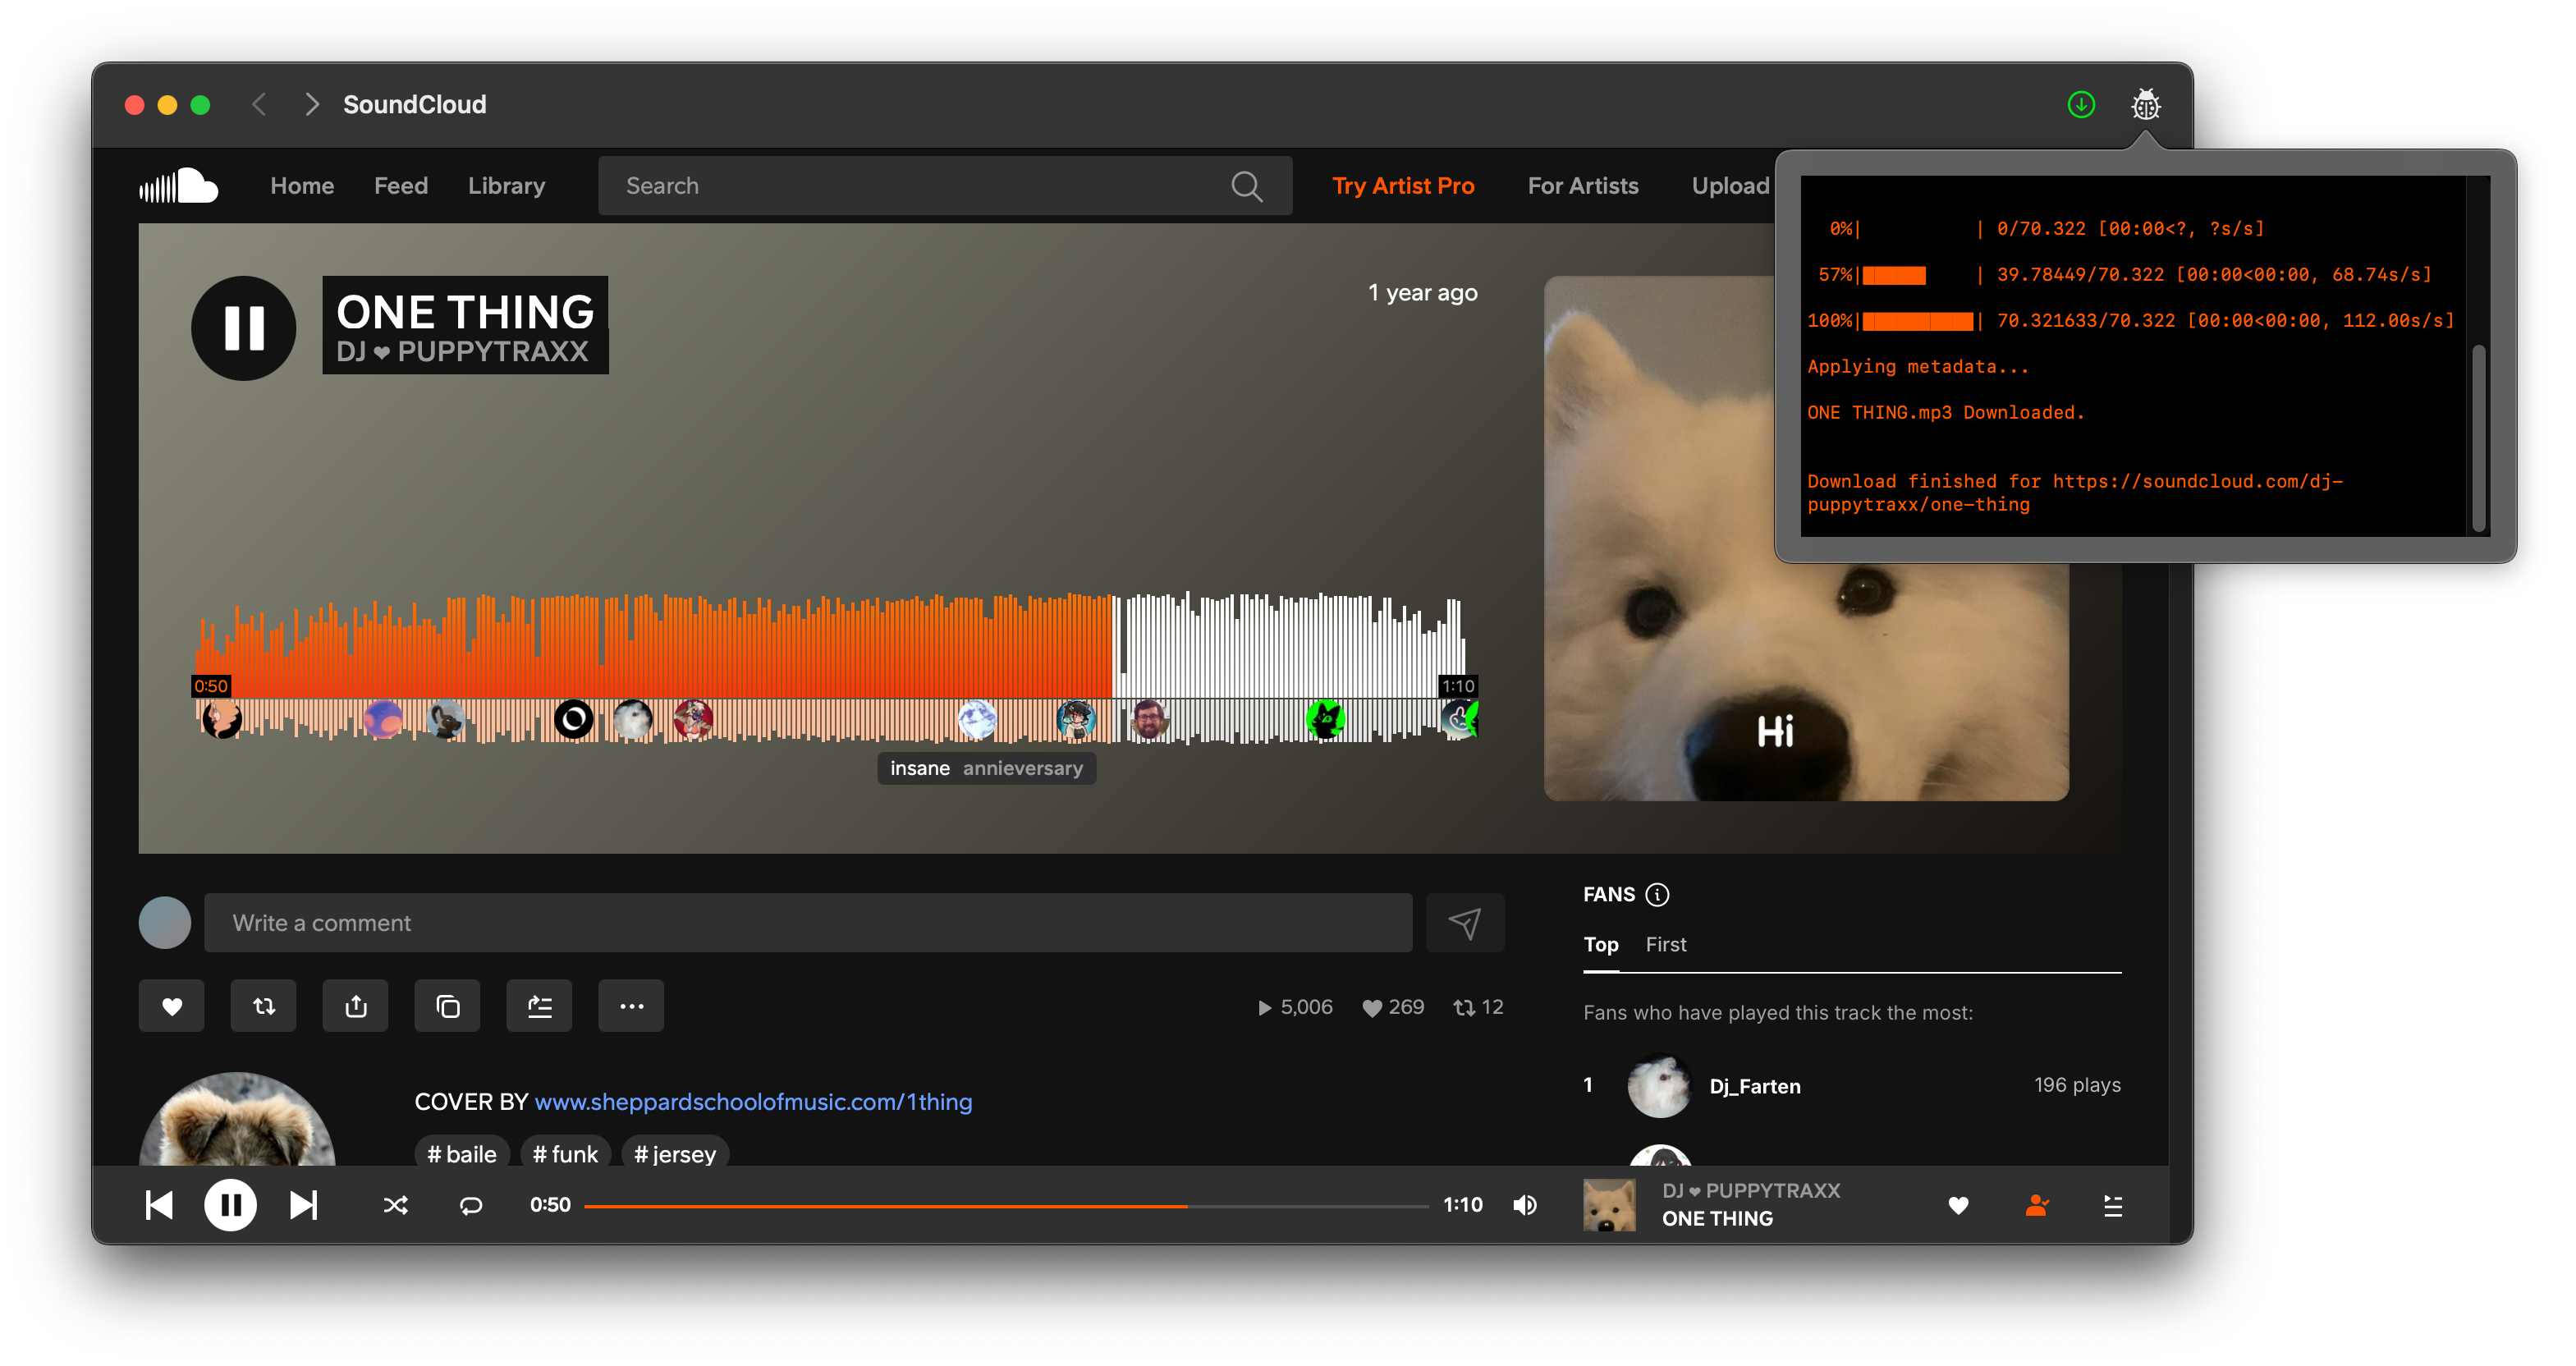 SoundCloud
Home Feed Library Search Try Artist Pro For Artists Upload
0%| | 0/70.322 [00:00<?, ?s/s]
57%|██████ | 39.78449/70.322 [00:00<00:00, 68.74s/s]
100%|██████████| 70.321633/70.322 [00:00<00:00, 112.00s/s]
Applying metadata...
ONE THING.mp3 Downloaded.
Download finished for https://soundcloud.com/dj-
puppytraxx/one-thing
ONE THING
DJ ❤ PUPPYTRAXX
1 year ago
0:50 1:10
insane annieversary
Hi
Write a comment
5,006 269 12
COVER BY www.sheppardschoolofmusic.com/1thing
# baile # funk # jersey
FANS
Top First
Fans who have played this track the most:
1 Dj_Farten 196 plays
0:50 1:10
DJ ❤ PUPPYTRAXX
ONE THING